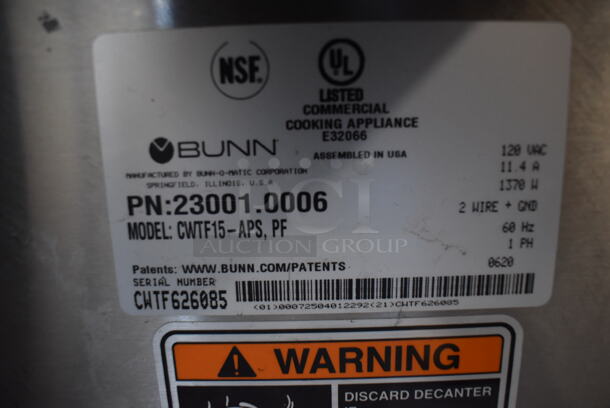 NSF®
UL
LISTED
COMMERCIAL
COOKING APPLIANCE
E32066
BUNN®
ASSEMBLED IN USA
MANUFACTURED BY BUNN-O-MATIC CORPORATION
SPRINGFIELD, ILLINOIS, U.S.A
120 VAC
11.4 A
1370 W
PN:23001.0006
2 WIRE + GND
MODEL: CWTF15-APS, PF
60 Hz
1 PH
AUCTION GROUP
Patents: WWW.BUNN.COM/PATENTS
0620
SERIAL NUMBER
CWTF626085
(01)00072504012292(21)CWTF626085
WARNING
DISCARD DECANTER